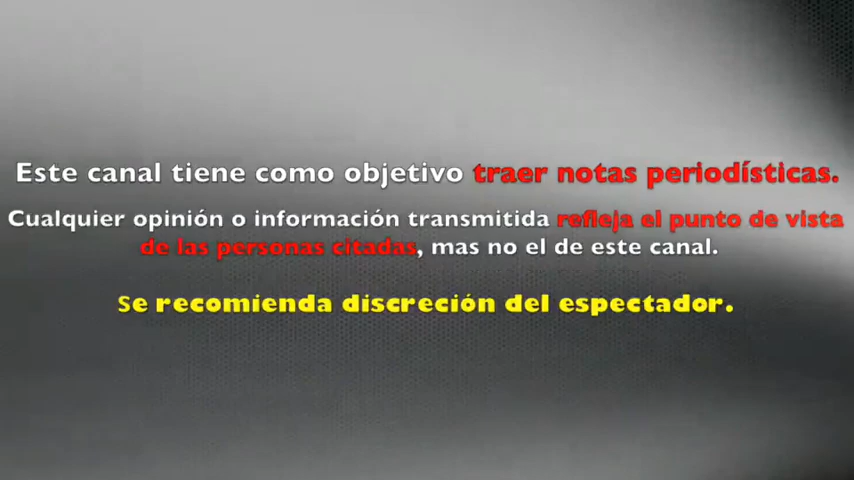 Este canal tiene como objetivo traer notas periodísticas.
Cualquier opinión o información transmitida refleja el punto de vista
de las personas citadas, mas no el de este canal.
Se recomienda discreción del espectador.